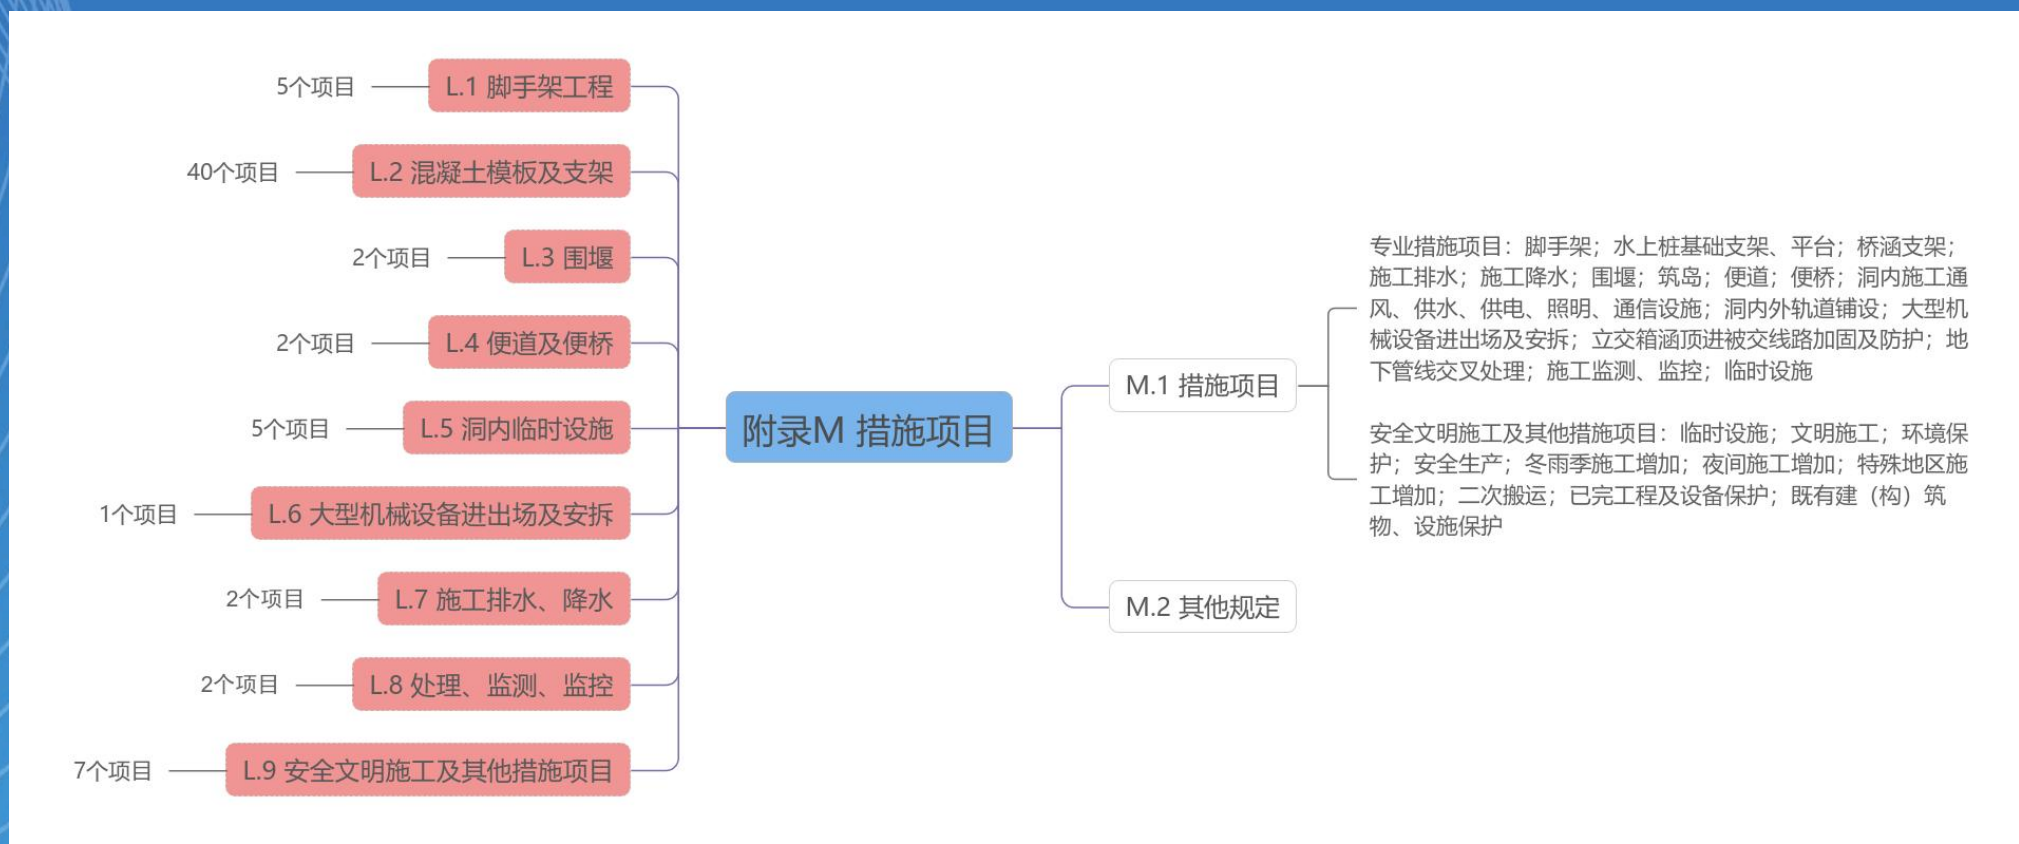 5个项目
L.1 脚手架工程
40个项目
L.2 混凝土模板及支架
2个项目
L.3 围堰
2个项目
L.4 便道及便桥
5个项目
L.5 洞内临时设施
1个项目
L.6 大型机械设备进出场及安拆
2个项目
L.7 施工排水、降水
2个项目
L.8 处理、监测、监控
7个项目
L.9 安全文明施工及其他措施项目
附录M 措施项目
M.1 措施项目
专业措施项目：脚手架；水上桩基础支架、平台；桥涵支架；
施工排水；施工降水；围堰；筑岛；便道；便桥；洞内施工通
风、供水、供电、照明、通信设施；洞内外轨道铺设；大型机
械设备进出场及安拆；立交箱涵顶进被交线路加固及防护；地
下管线交叉处理；施工监测、监控；临时设施
安全文明施工及其他措施项目：临时设施；文明施工；环境保
护；安全生产；冬雨季施工增加；夜间施工增加；特殊地区施
工增加；二次搬运；已完工程及设备保护；既有建（构）筑
物、设施保护
M.2 其他规定